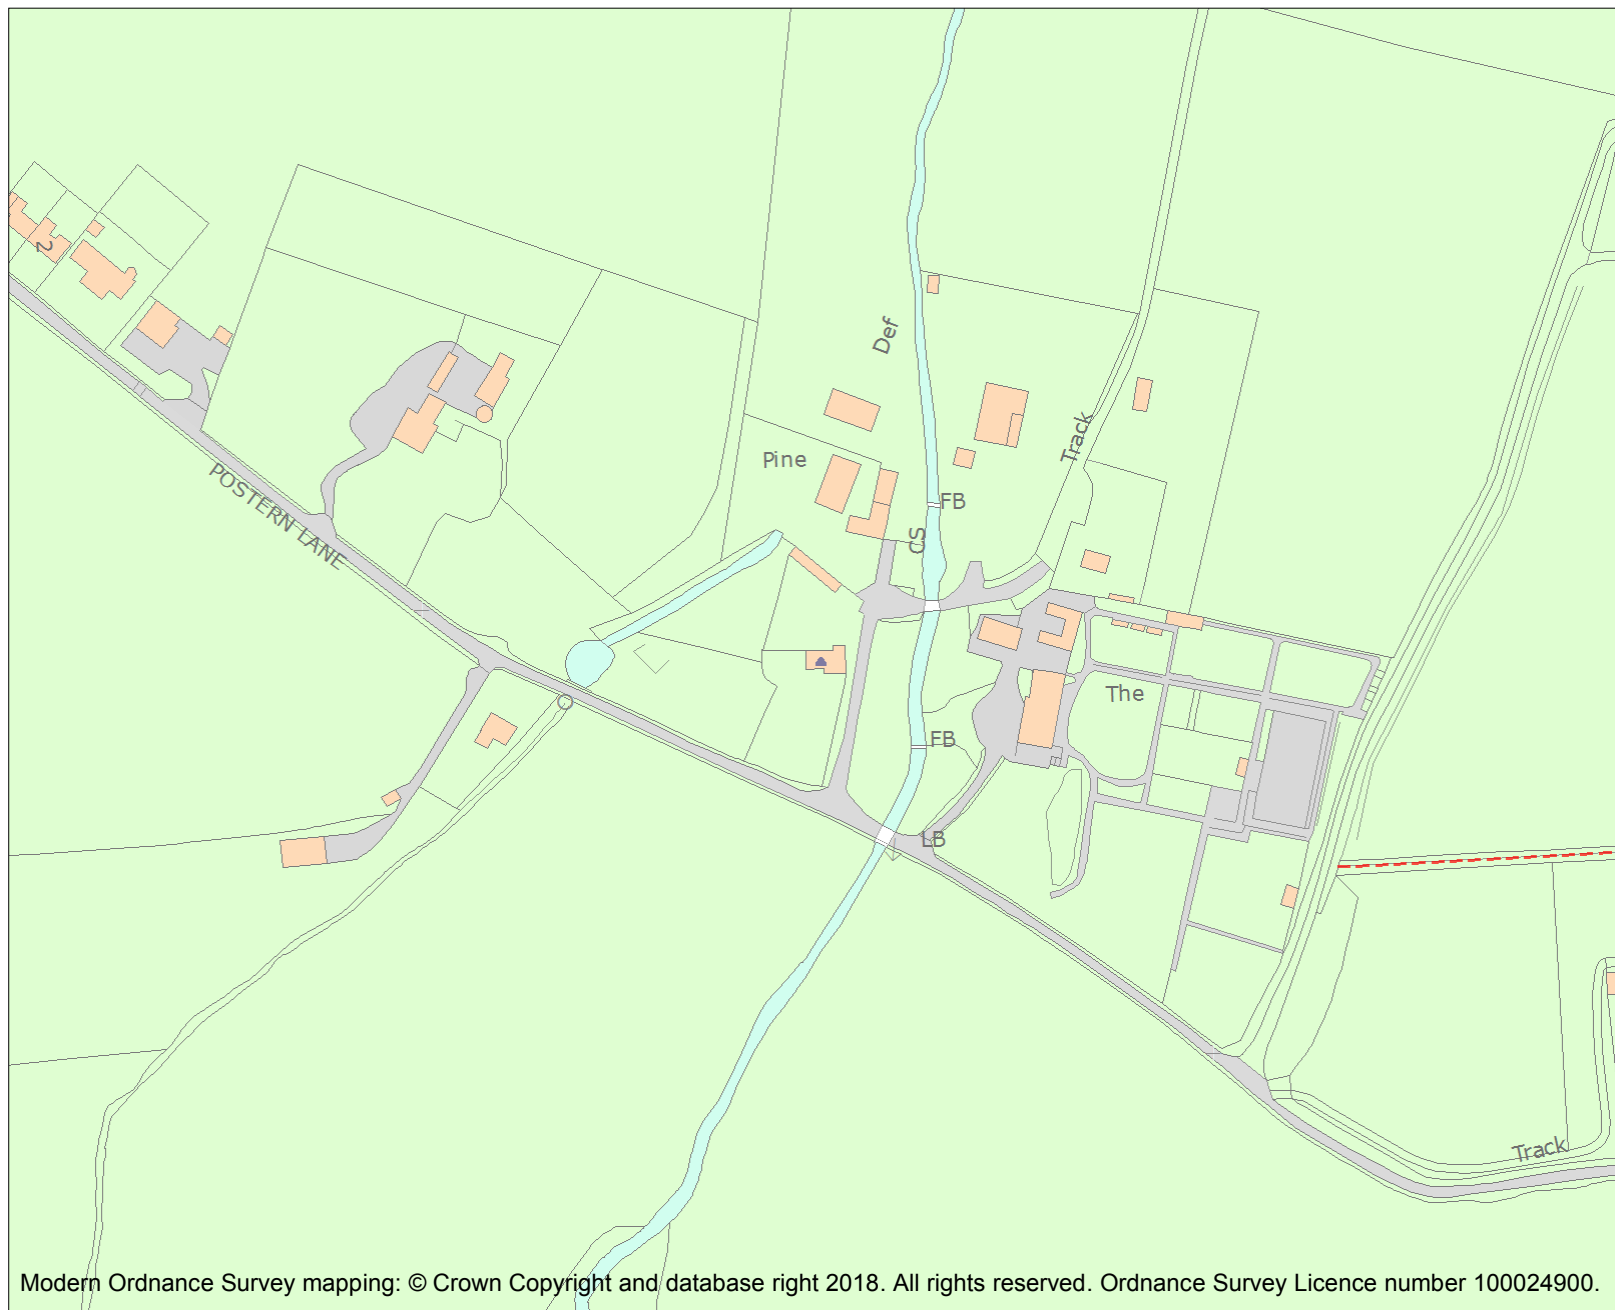 2
Def
Track
Pine
POSTERN LANE
FB
CS
The
FB
LB
Track
Modern Ordnance Survey mapping: © Crown Copyright and database right 2018. All rights reserved. Ordnance Survey Licence number 100024900.